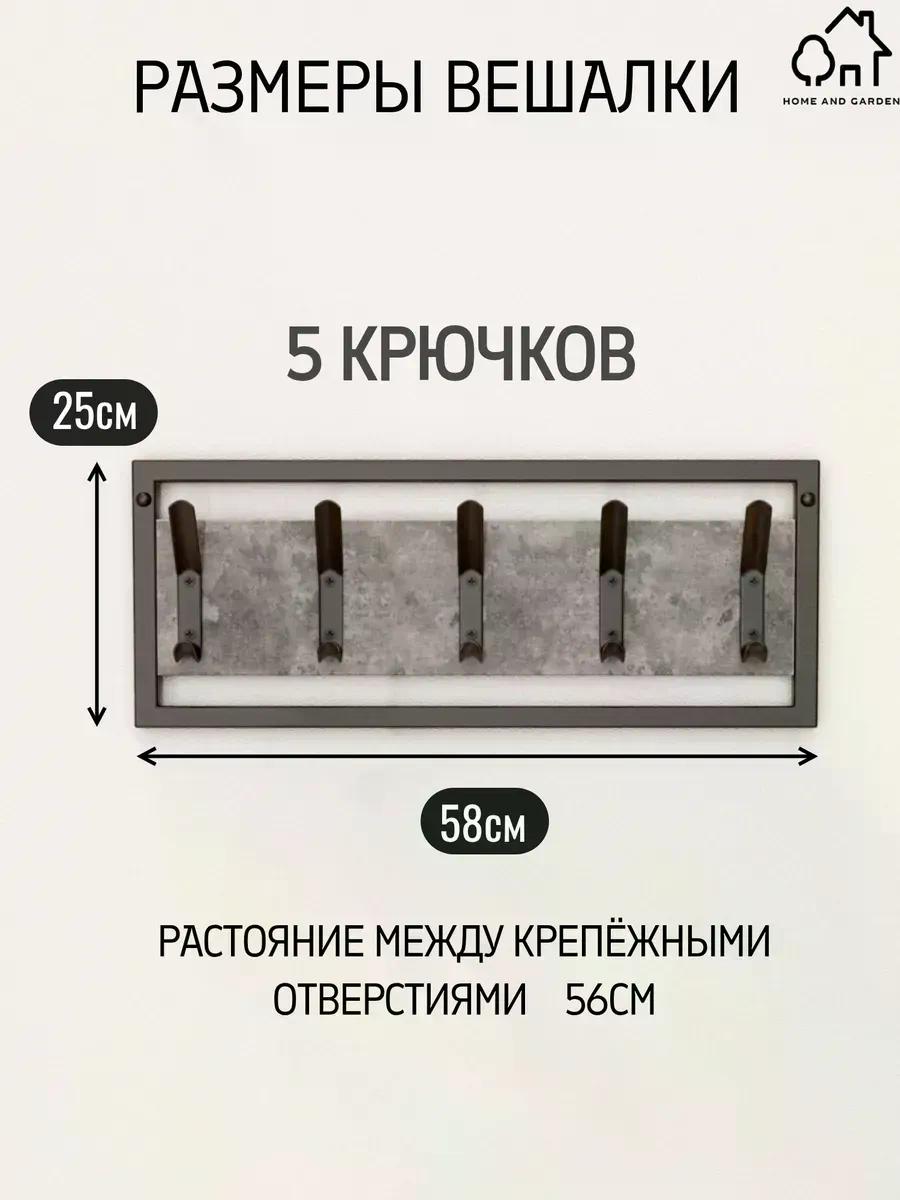 РАЗМЕРЫ ВЕШАЛКИ
HOME AND GARDEN
5 КРЮЧКОВ
25см
58см
РАСТОЯНИЕ МЕЖДУ КРЕПЁЖНЫМИ
ОТВЕРСТИЯМИ 56СМ